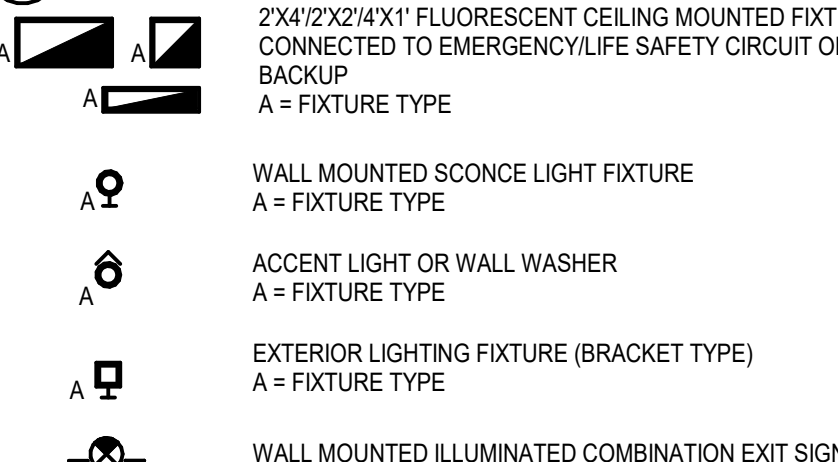 2'X4'/2'X2'/4'X1' FLUORESCENT CEILING MOUNTED FIXT
A A CONNECTED TO EMERGENCY/LIFE SAFETY CIRCUIT
BACKUP
A A = FIXTURE TYPE
WALL MOUNTED SCONCE LIGHT FIXTURE
A A = FIXTURE TYPE
ACCENT LIGHT OR WALL WASHER
A A = FIXTURE TYPE
EXTERIOR LIGHTING FIXTURE (BRACKET TYPE)
A A = FIXTURE TYPE
WALL MOUNTED ILLUMINATED COMBINATION EXIT SIGN